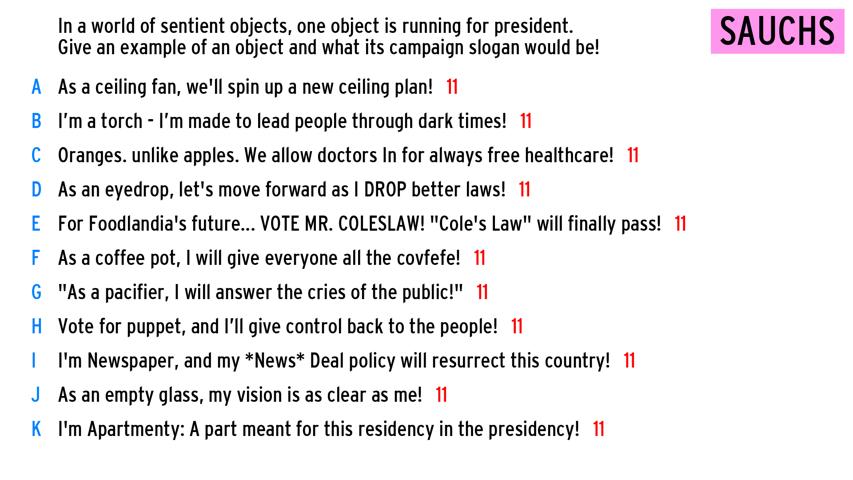 In a world of sentient objects, one object is running for president.
Give an example of an object and what its campaign slogan would be!
SAUCHS
A As a ceiling fan, we'll spin up a new ceiling plan! 11
B I'm a torch - I'm made to lead people through dark times! 11
C Oranges. unlike apples. We allow doctors In for always free healthcare! 11
D As an eyedrop, let's move forward as I DROP better laws! 11
E For Foodlandia's future... VOTE MR. COLESLAW! "Cole's Law" will finally pass! 11
F As a coffee pot, I will give everyone all the covfefe! 11
G "As a pacifier, I will answer the cries of the public!" 11
H Vote for puppet, and I'll give control back to the people! 11
I I'm Newspaper, and my *News* Deal policy will resurrect this country! 11
J As an empty glass, my vision is as clear as me! 11
K I'm Apartmenty: A part meant for this residency in the presidency! 11